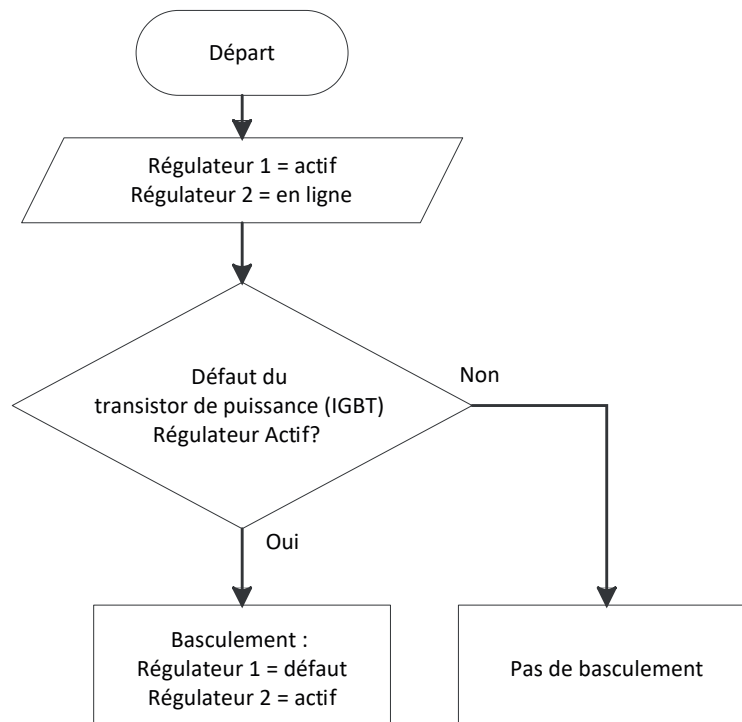 Départ
Régulateur 1 = actif
Régulateur 2 = en ligne
Défaut du
transistor de puissance (IGBT)
Régulateur Actif?
Non
Oui
Basculement :
Régulateur 1 = défaut
Régulateur 2 = actif
Pas de basculement